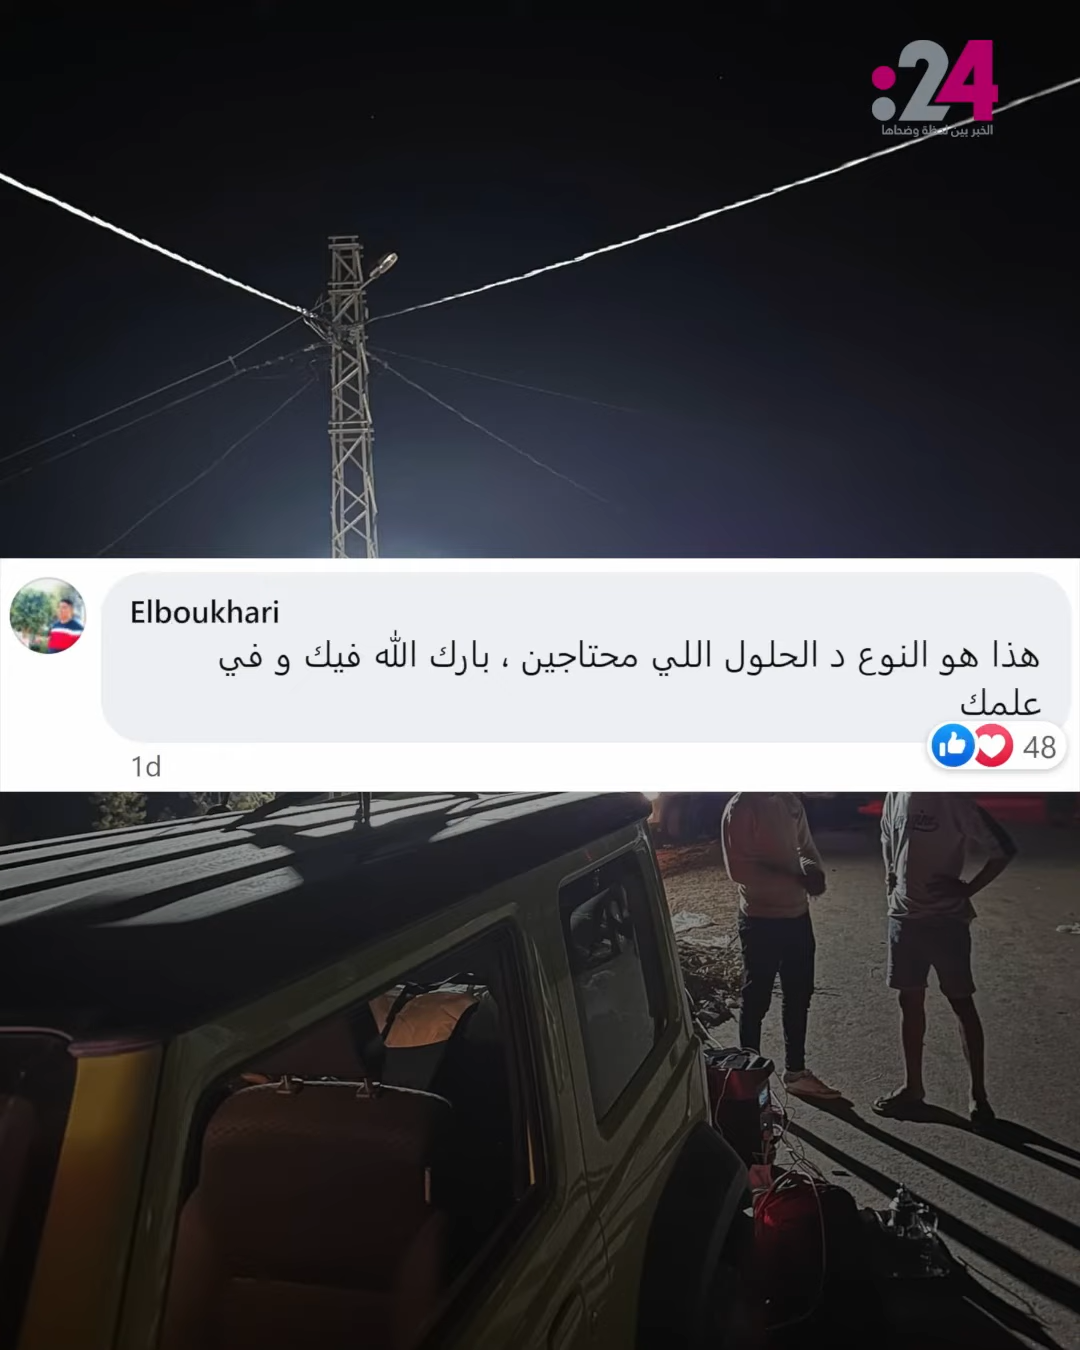 :24
الخبر بين لحظة وضحاها
Elboukhari
هذا هو النوع د الحلول اللي محتاجين ، بارك الله فيك و في
علمك
48
1d